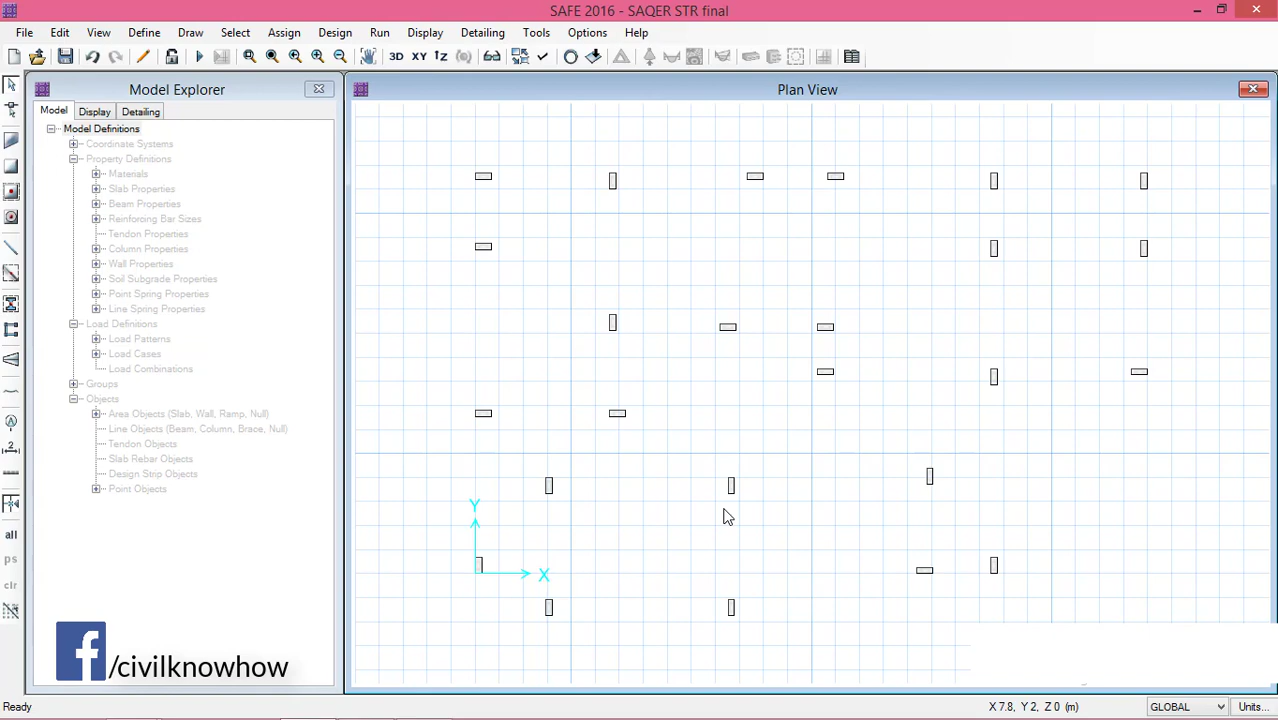 SAFE 2016 - SAQER STR final
File Edit View Define Draw Select Assign Design Run Display Detailing Tools Options Help
3D XY
Model Explorer
Plan View
Model Display Detailing
Model Definitions
Coordinate Systems
Property Definitions
Materials
Slab Properties
Beam Properties
Reinforcing Bar Sizes
Tendon Properties
Column Properties
Wall Properties
Soil Subgrade Properties
Point Spring Properties
Line Spring Properties
Load Definitions
Load Patterns
Load Cases
Load Combinations
Groups
Objects
Area Objects (Slab, Wall, Ramp, Null)
Line Objects (Beam, Column, Brace, Null)
Tendon Objects
Slab Rebar Objects
Design Strip Objects
Point Objects
Y
X
all
ps
clr
f/civilknowhow
Ready
X 7.8, Y 2, Z 0 (m)
GLOBAL
Units...